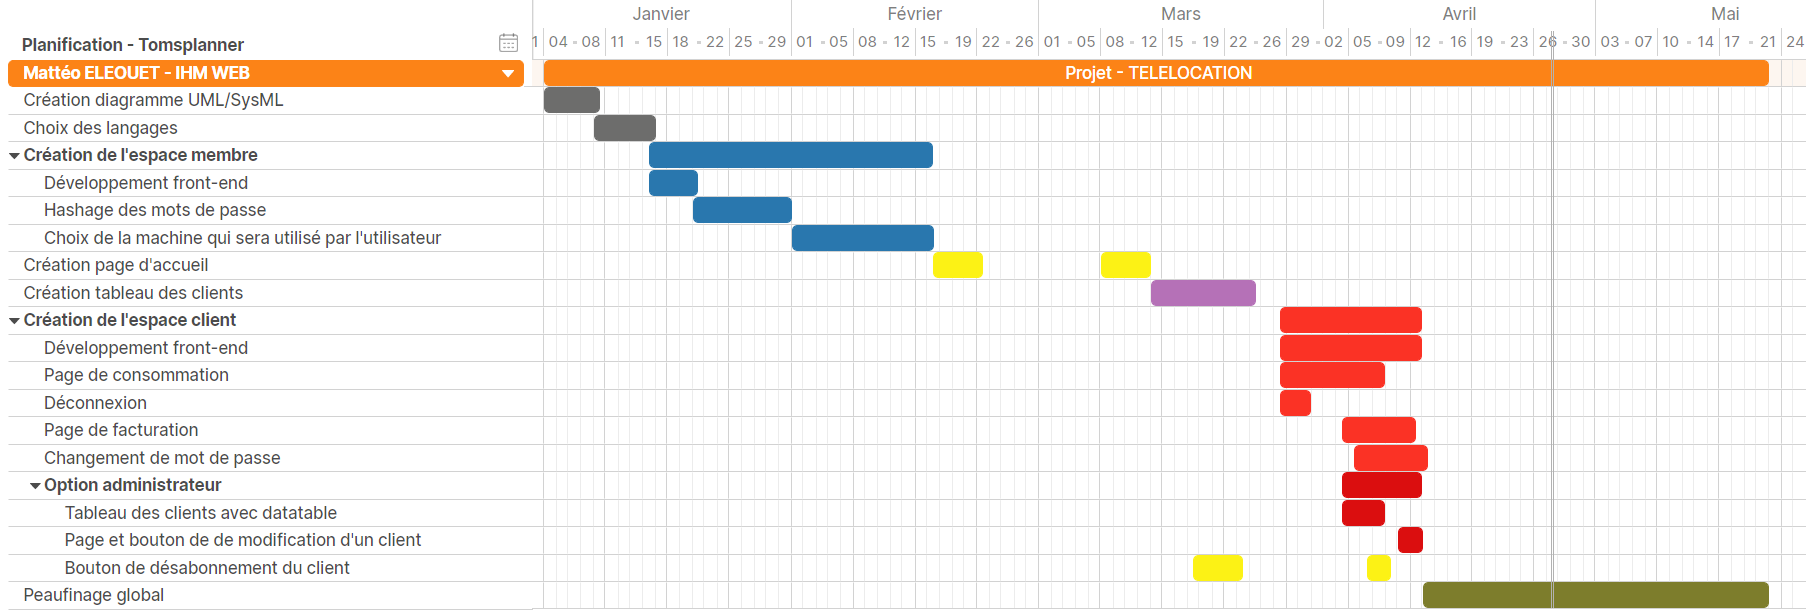 Janvier Février Mars Avril Mai
Planification - Tomsplanner
1 04 - 08 11 - 15 18 - 22 25 - 29 01 - 05 08 - 12 15 - 19 22 - 26 01 - 05 08 - 12 15 - 19 22 - 26 29 - 02 05 - 09 12 - 16 19 - 23 26 - 30 03 - 07 10 - 14 17 - 21 24
Mattéo ELEOUET - IHM WEB
Projet - TELELOCATION
Création diagramme UML/SysML
Choix des langages
Création de l'espace membre
Développement front-end
Hashage des mots de passe
Choix de la machine qui sera utilisé par l'utilisateur
Création page d'accueil
Création tableau des clients
Création de l'espace client
Développement front-end
Page de consommation
Déconnexion
Page de facturation
Changement de mot de passe
Option administrateur
Tableau des clients avec datatable
Page et bouton de de modification d'un client
Bouton de désabonnement du client
Peaufinage global